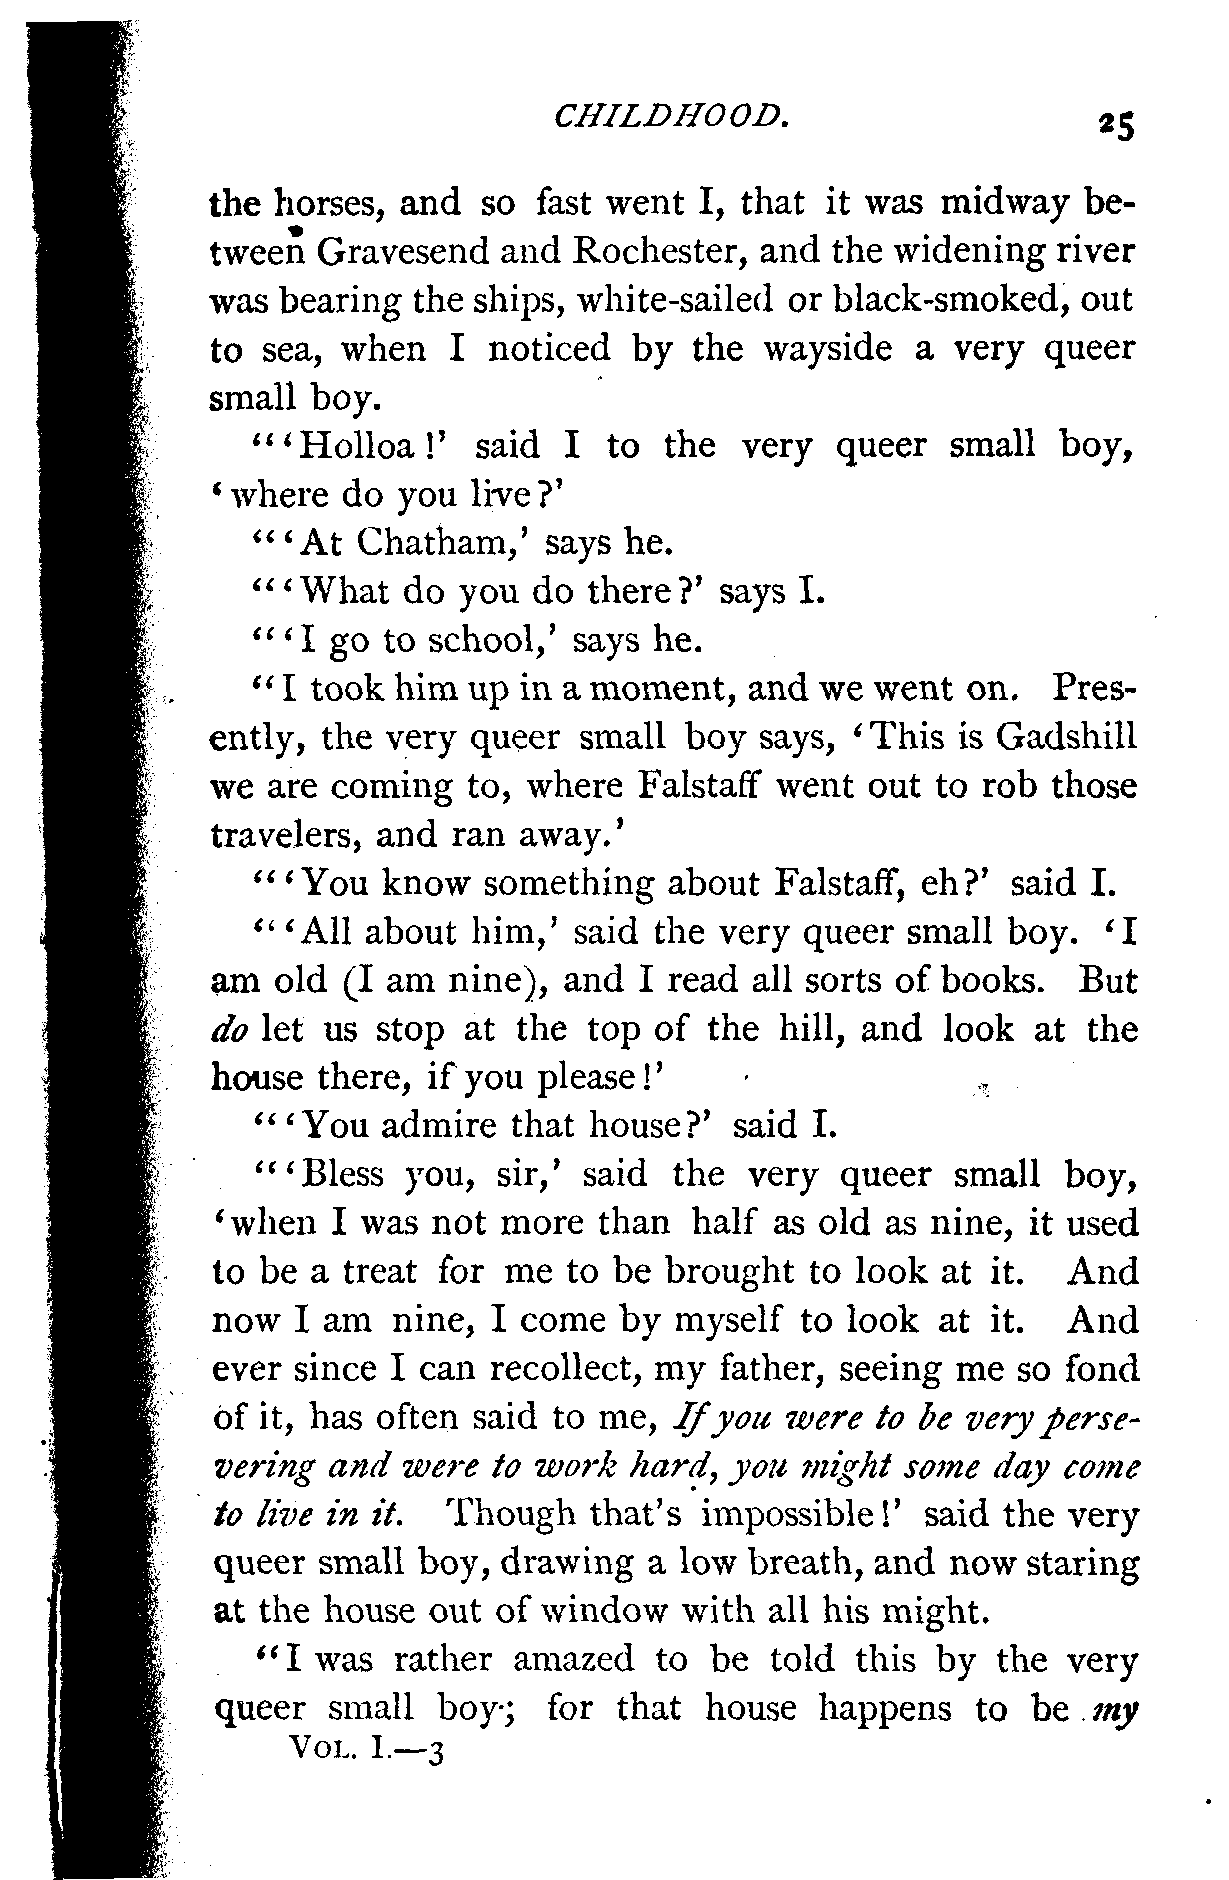 CHILDHOOD. 25
the horses, and so fast went I, that it was midway be-
tween Gravesend and Rochester, and the widening river
was bearing the ships, white-sailed or black-smoked, out
to sea, when I noticed by the wayside a very queer
small boy.
"'Holloa!' said I to the very queer small boy,
'where do you live?'
"'At Chatham,' says he.
"'What do you do there?' says I.
"'I go to school,' says he.
"I took him up in a moment, and we went on. Pres-
ently, the very queer small boy says, 'This is Gadshill
we are coming to, where Falstaff went out to rob those
travelers, and ran away.'
"'You know something about Falstaff, eh?' said I.
"'All about him,' said the very queer small boy. 'I
am old (I am nine), and I read all sorts of books. But
do let us stop at the top of the hill, and look at the
house there, if you please!'
"'You admire that house?' said I.
"'Bless you, sir,' said the very queer small boy,
'when I was not more than half as old as nine, it used
to be a treat for me to be brought to look at it. And
now I am nine, I come by myself to look at it. And
ever since I can recollect, my father, seeing me so fond
of it, has often said to me, If you were to be very perse-
vering and were to work hard, you might some day come
to live in it. Though that's impossible!' said the very
queer small boy, drawing a low breath, and now staring
at the house out of window with all his might.
"I was rather amazed to be told this by the very
queer small boy; for that house happens to be my
VOL. I.—3